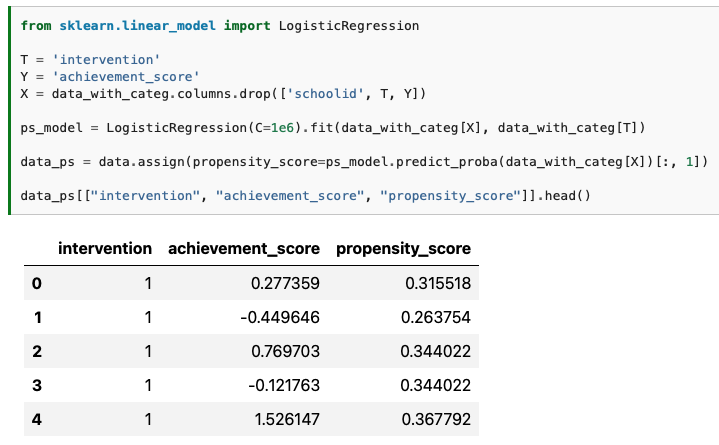 from sklearn.linear_model import LogisticRegression
T = 'intervention'
Y = 'achievement_score'
X = data_with_categ.columns.drop(['schoolid', T, Y])
ps_model = LogisticRegression(C=1e6).fit(data_with_categ[X], data_with_categ[T])
data_ps = data.assign(propensity_score=ps_model.predict_proba(data_with_categ[X])[:, 1])
data_ps[["intervention", "achievement_score", "propensity_score"]].head()
intervention achievement_score propensity_score
0 1 0.277359 0.315518
1 1 -0.449646 0.263754
2 1 0.769703 0.344022
3 1 -0.121763 0.344022
4 1 1.526147 0.367792